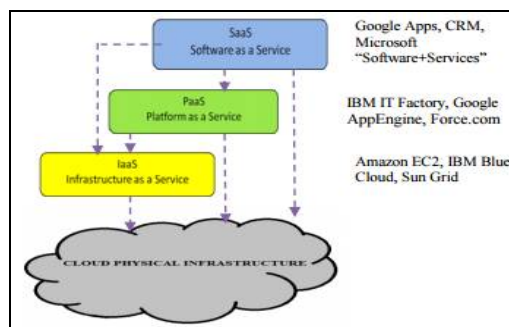 SaaS
Software as a Service
Google Apps, CRM,
Microsoft
“Software+Services”
PaaS
Platform as a Service
IBM IT Factory, Google
AppEngine, Force.com
IaaS
Infrastructure as a Service
Amazon EC2, IBM Blue
Cloud, Sun Grid
CLOUD PHYSICAL INFRASTRUCTURE